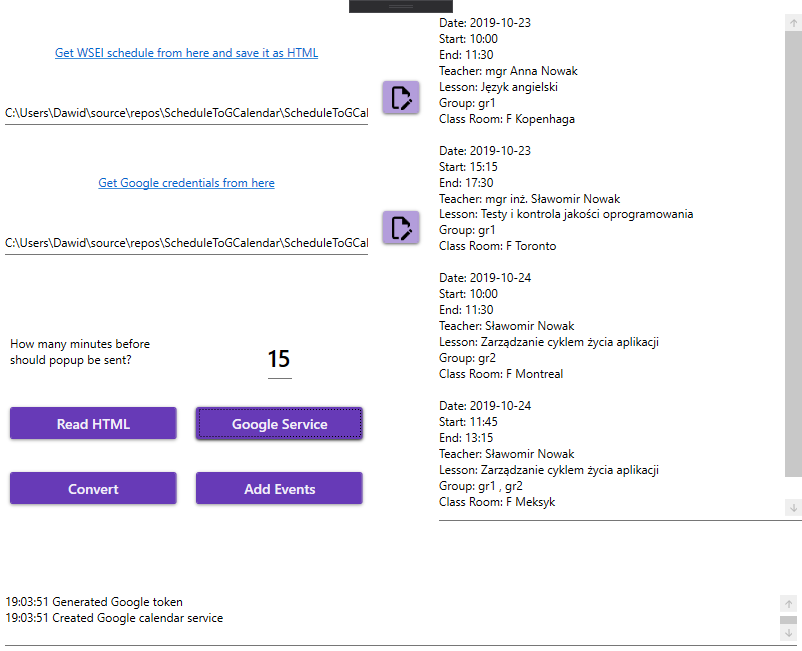 Get WSEI schedule from here and save it as HTML
C:\Users\Dawid\source\repos\ScheduleToGCalendar\ScheduleToGCal
Get Google credentials from here
C:\Users\Dawid\source\repos\ScheduleToGCalendar\ScheduleToGCal
How many minutes before
should popup be sent?
15
Read HTML
Google Service
Convert
Add Events
Date: 2019-10-23
Start: 10:00
End: 11:30
Teacher: mgr Anna Nowak
Lesson: Język angielski
Group: gr1
Class Room: F Kopenhaga
Date: 2019-10-23
Start: 15:15
End: 17:30
Teacher: mgr inż. Sławomir Nowak
Lesson: Testy i kontrola jakości oprogramowania
Group: gr1
Class Room: F Toronto
Date: 2019-10-24
Start: 10:00
End: 11:30
Teacher: Sławomir Nowak
Lesson: Zarządzanie cyklem życia aplikacji
Group: gr2
Class Room: F Montreal
Date: 2019-10-24
Start: 11:45
End: 13:15
Teacher: Sławomir Nowak
Lesson: Zarządzanie cyklem życia aplikacji
Group: gr1 , gr2
Class Room: F Meksyk
19:03:51 Generated Google token
19:03:51 Created Google calendar service